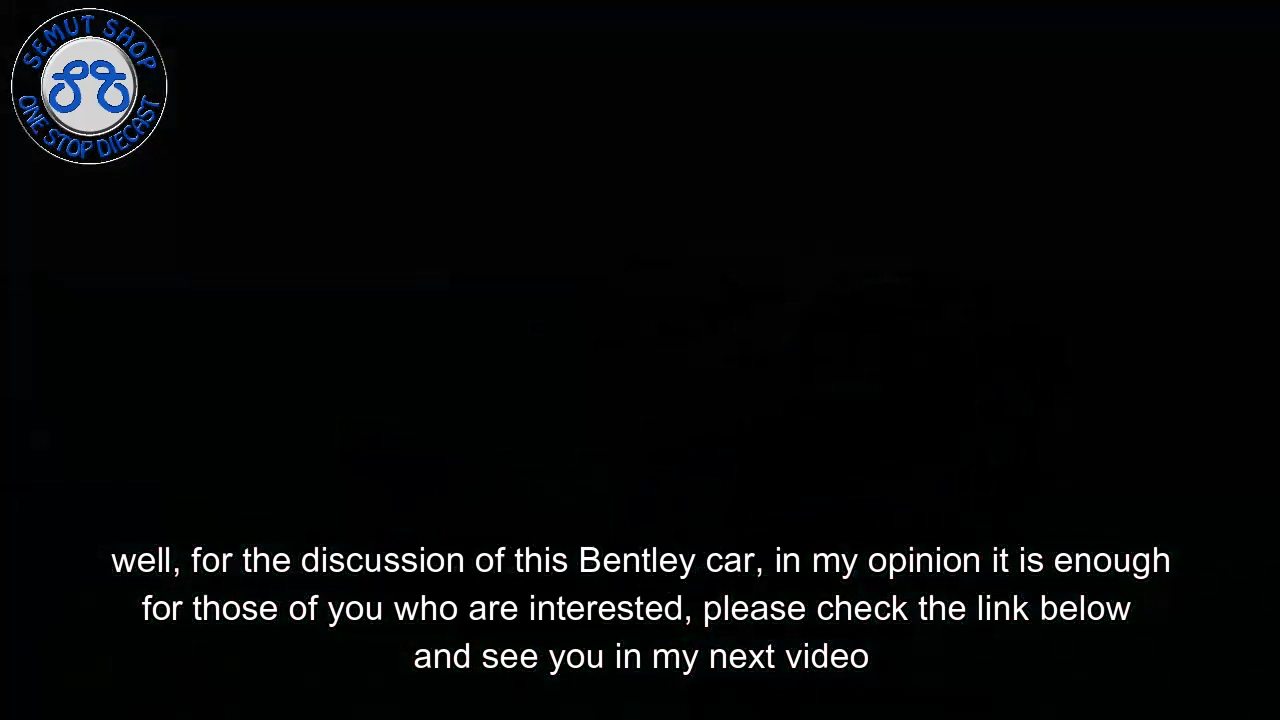 SEMUT SHOP
ONE STOP DIECAST
well, for the discussion of this Bentley car, in my opinion it is enough
for those of you who are interested, please check the link below
and see you in my next video